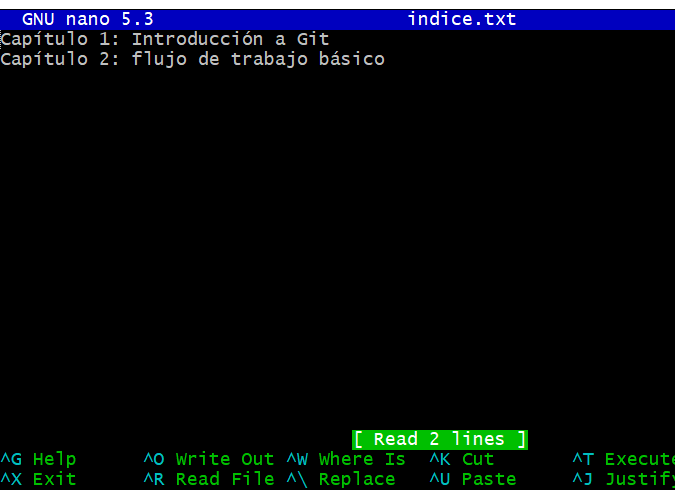 GNU nano 5.3 indice.txt
Capítulo 1: Introducción a Git
Capítulo 2: flujo de trabajo básico
[ Read 2 lines ]
^G Help ^O Write Out ^W Where Is ^K Cut ^T Execute
^X Exit ^R Read File ^\ Replace ^U Paste ^J Justify